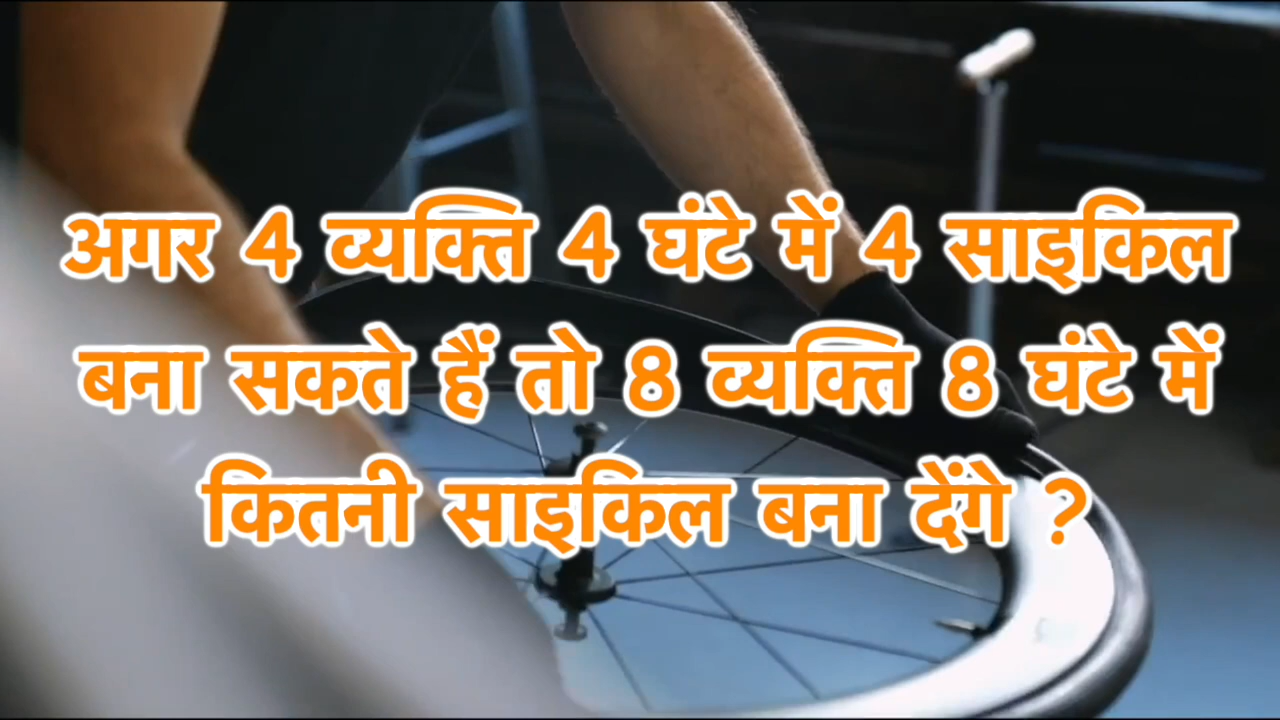 अगर 4 व्यक्ति 4 घंटे में 4 साइकिल
बना सकते हैं तो 8 व्यक्ति 8 घंटे में
कितनी साइकिल बना देंगे ?